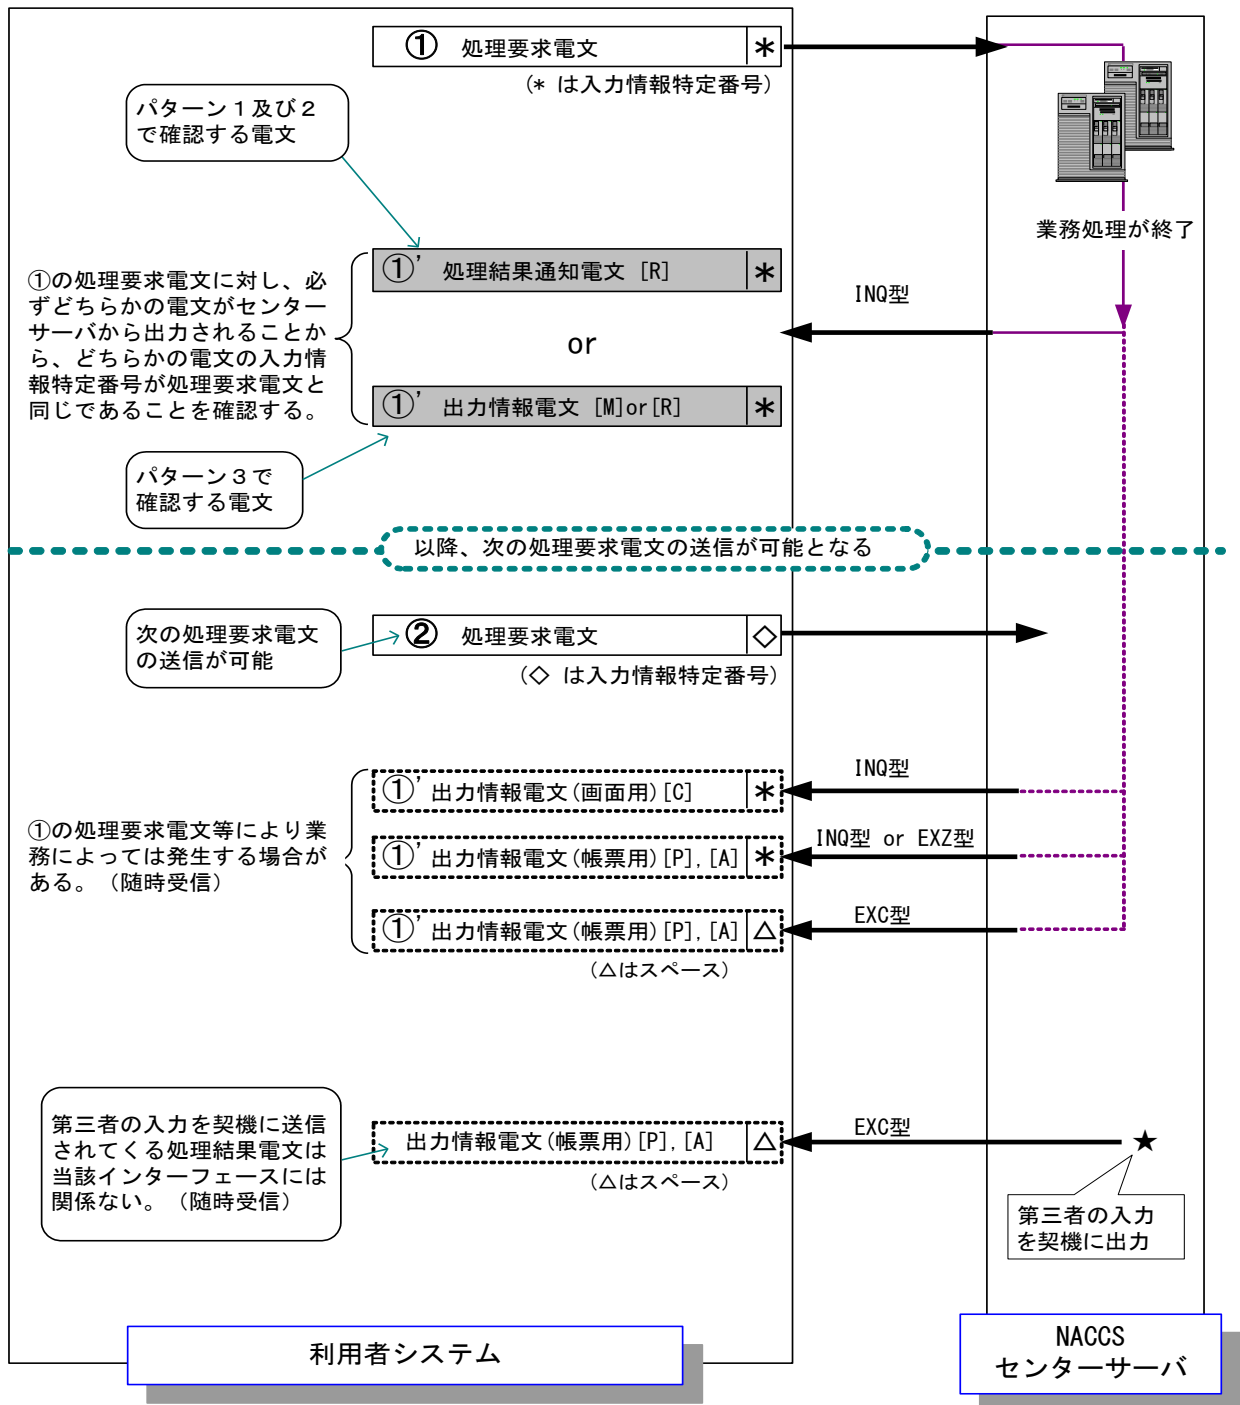 ① 処理要求電文 *
(* は入力情報特定番号)
パターン1及び2
で確認する電文
業務処理が終了
①' 処理結果通知電文 [R] *
①の処理要求電文に対し、必
ずどちらかの電文がセンター
サーバから出力されることか
ら、どちらかの電文の入力情
報特定番号が処理要求電文と
同じであることを確認する。
INQ型
or
①' 出力情報電文 [M]or[R] *
パターン3で
確認する電文
以降、次の処理要求電文の送信が可能となる
次の処理要求電文
の送信が可能
② 処理要求電文 ◇
(◇ は入力情報特定番号)
INQ型
①' 出力情報電文(画面用)[C] *
①の処理要求電文等により業
務によっては発生する場合が
ある。（随時受信）
INQ型 or EXZ型
①' 出力情報電文(帳票用)[P],[A] *
EXC型
①' 出力情報電文(帳票用)[P],[A] △
(△はスペース)
第三者の入力を契機に送信
されてくる処理結果電文は
当該インターフェースには
関係ない。（随時受信）
EXC型
出力情報電文(帳票用)[P],[A] △
(△はスペース)
★
第三者の入力
を契機に出力
利用者システム
NACCS
センターサーバ